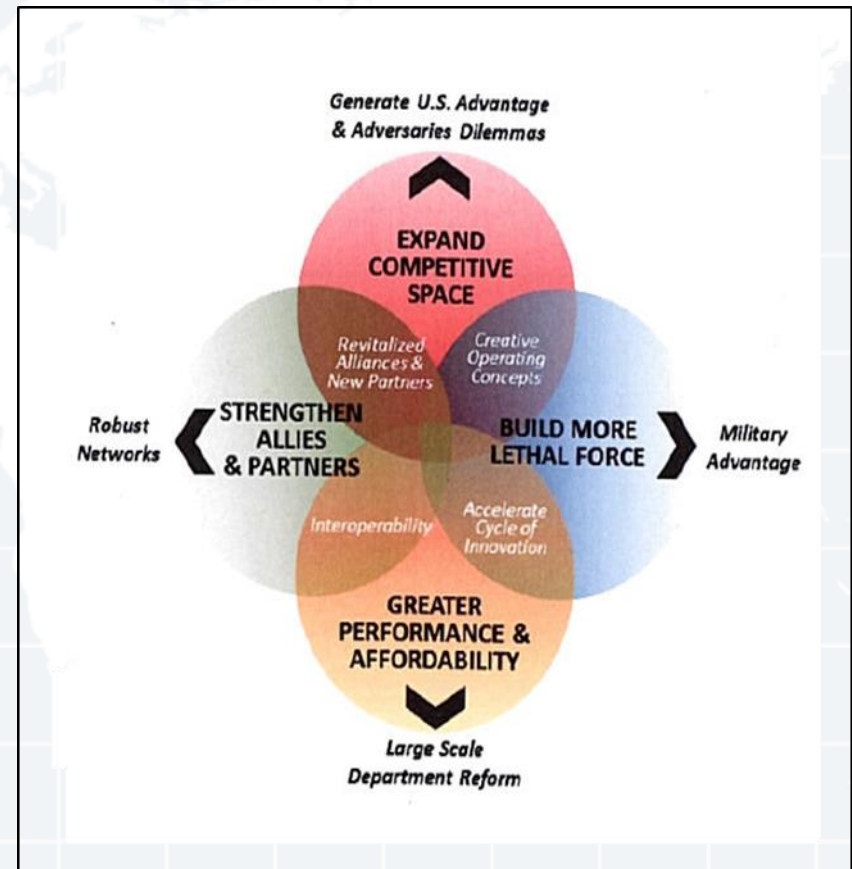 Generate U.S. Advantage
& Adversaries Dilemmas
EXPAND
COMPETITIVE
SPACE
Revitalized
Alliances &
New Partners
Creative
Operating
Concepts
Robust
Networks
STRENGTHEN
ALLIES
& PARTNERS
BUILD MORE
LETHAL FORCE
Military
Advantage
Interoperability
Accelerate
Cycle of
Innovation
GREATER
PERFORMANCE &
AFFORDABILITY
Large Scale
Department Reform